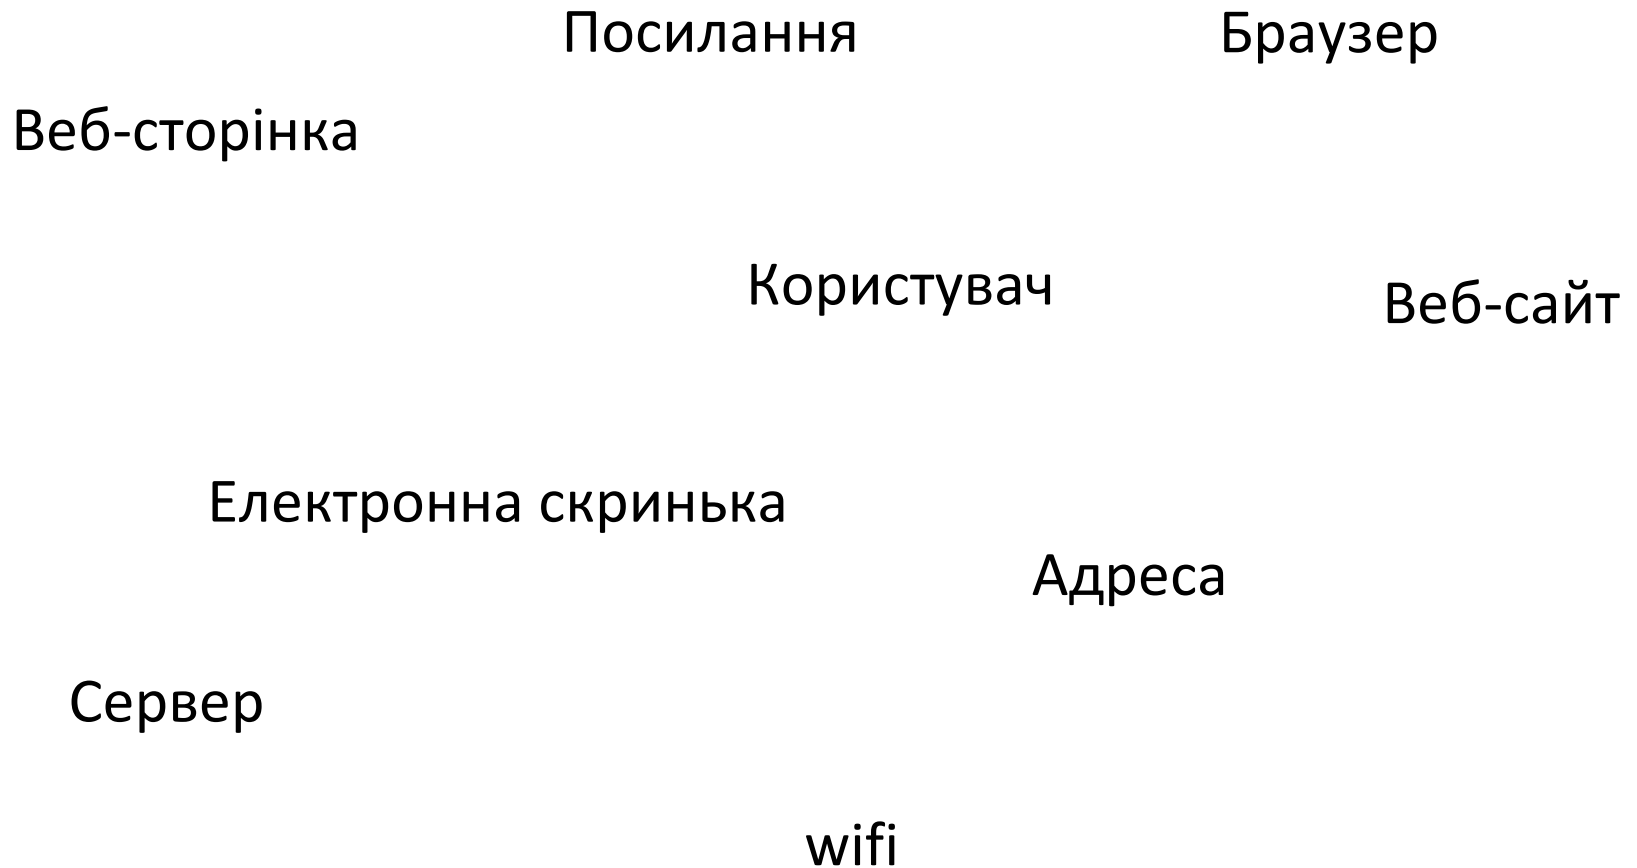 Посилання
Браузер
Веб-сторінка
Користувач
Веб-сайт
Електронна скринька
Адреса
Сервер
wifi